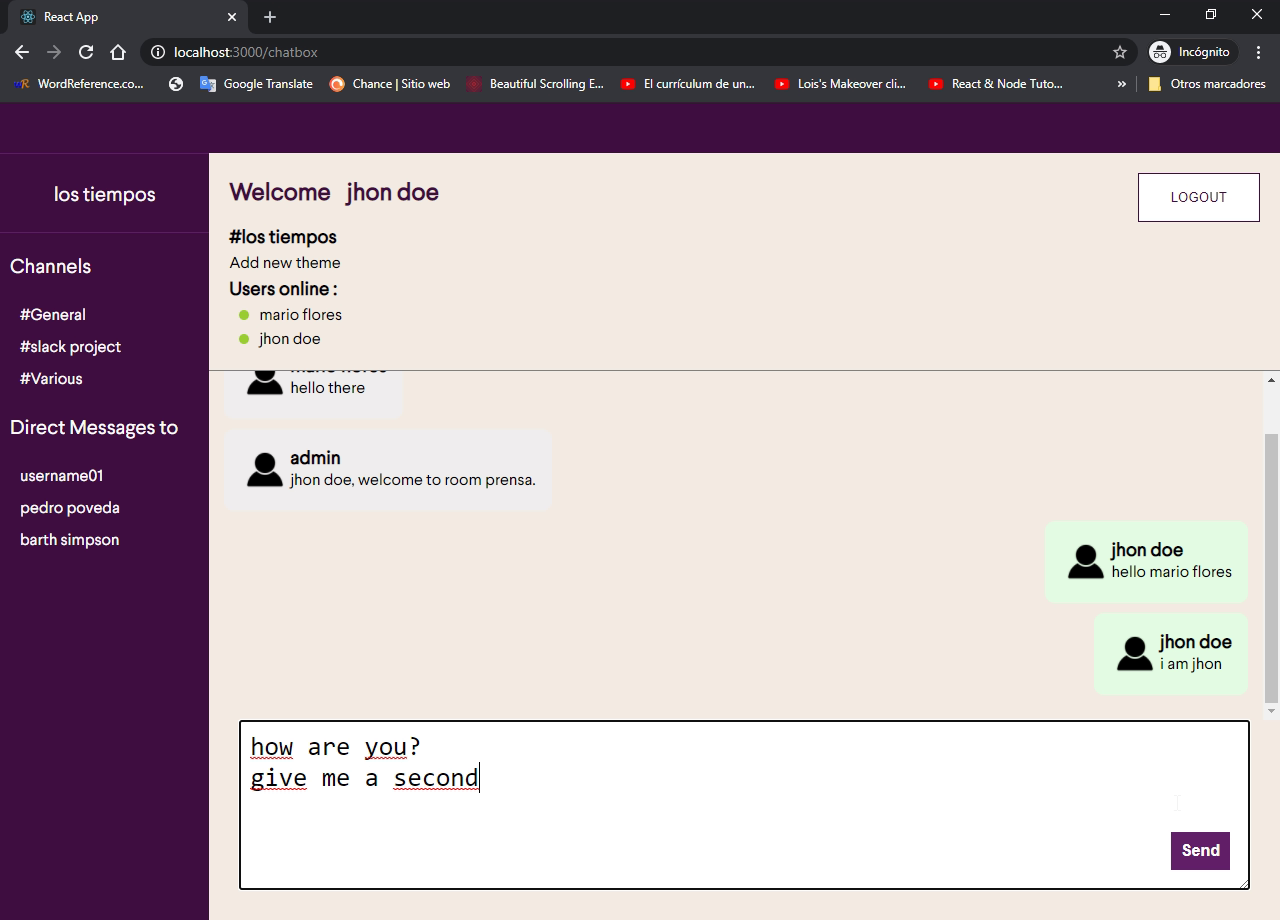 React App
localhost:3000/chatbox
Incógnito
WordReference.co...
Google Translate
Chance | Sitio web
Beautiful Scrolling E...
El currículum de un...
Lois's Makeover cli...
React & Node Tuto...
»
Otros marcadores
los tiempos
Channels
#General
#slack project
#Various
Direct Messages to
username01
pedro poveda
barth simpson
Welcome jhon doe
LOGOUT
#los tiempos
Add new theme
Users online :
mario flores
jhon doe
mario flores
hello there
admin
jhon doe, welcome to room prensa.
jhon doe
hello mario flores
jhon doe
i am jhon
how are you?
give me a second
Send